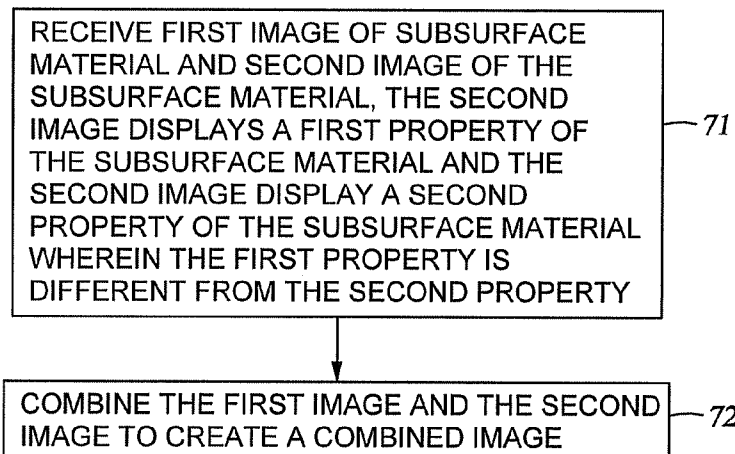 RECEIVE FIRST IMAGE OF SUBSURFACE
MATERIAL AND SECOND IMAGE OF THE
SUBSURFACE MATERIAL, THE SECOND
IMAGE DISPLAYS A FIRST PROPERTY OF
THE SUBSURFACE MATERIAL AND THE
SECOND IMAGE DISPLAY A SECOND
PROPERTY OF THE SUBSURFACE MATERIAL
WHEREIN THE FIRST PROPERTY IS
DIFFERENT FROM THE SECOND PROPERTY
71
COMBINE THE FIRST IMAGE AND THE SECOND
IMAGE TO CREATE A COMBINED IMAGE
72